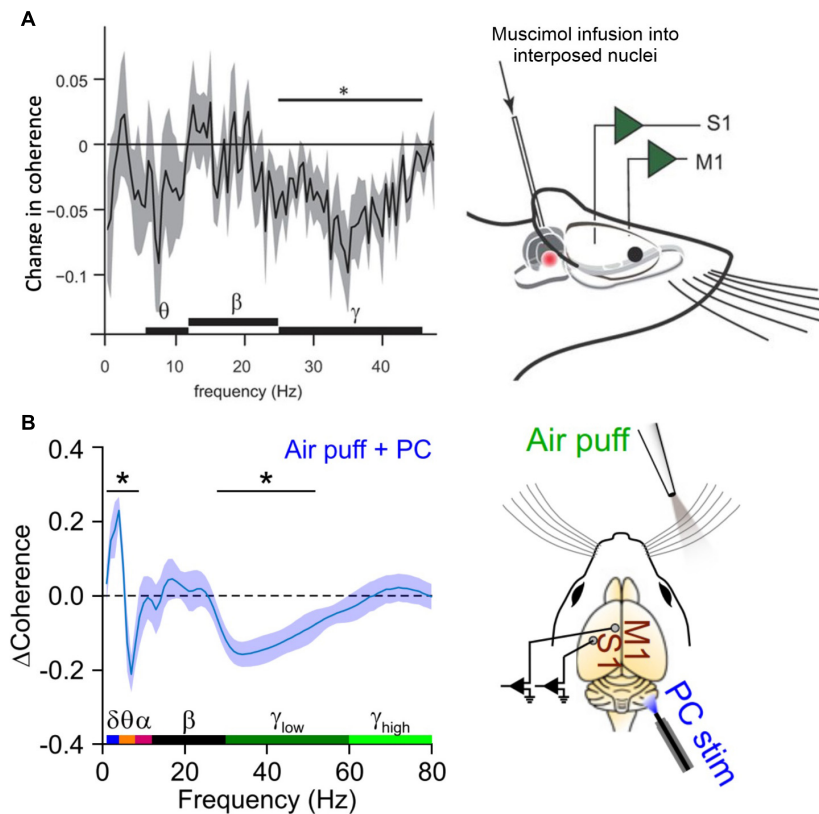 A
Muscimol infusion into
interposed nuclei
Change in coherence
0.05
0
−0.05
−0.1
*
θ
β
γ
0
10
20
30
40
frequency (Hz)
S1
M1
B
Air puff + PC
ΔCoherence
0.4
0.2
0.0
-0.2
-0.4
*
*
δθα
β
γlow
γhigh
0
20
40
60
80
Frequency (Hz)
Air puff
S1
M1
PC stim